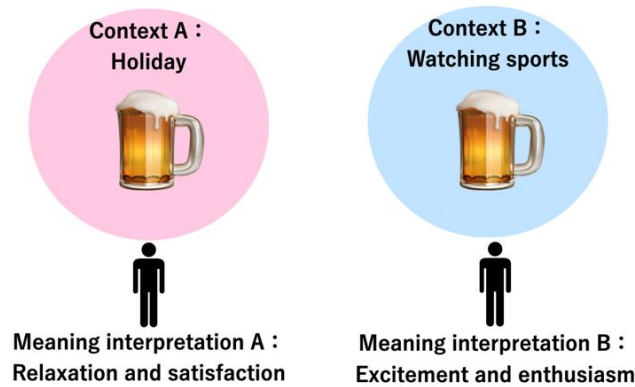 Context A：
Holiday
Context B：
Watching sports
Meaning interpretation A：
Relaxation and satisfaction
Meaning interpretation B：
Excitement and enthusiasm